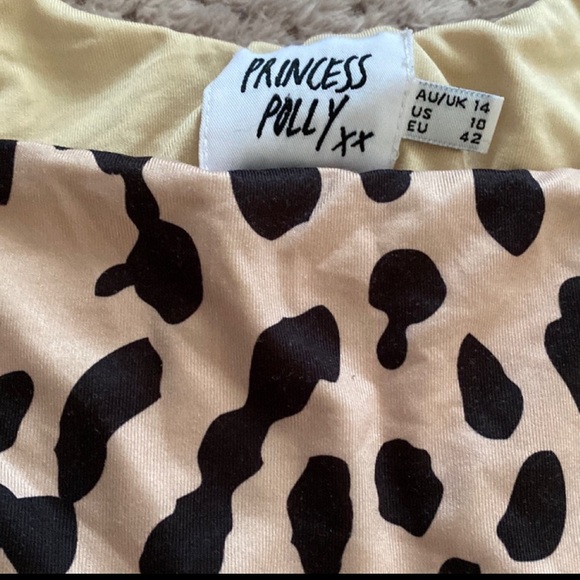 PRINCESS
POLLY xx
AU/UK 14
US 10
EU 42